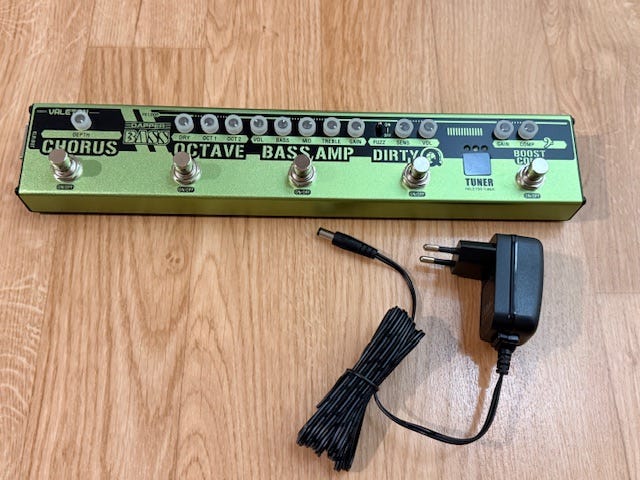 VALETON
DAPPER
BASS
DEPTH
CHORUS
DRY OCT 1 OCT 2
OCTAVE
VOL BASS MID TREBLE GAIN
BASS AMP
FUZZ SENS VOL
DIRTY Q
TUNER
GAIN COMP
BOOST
COMP
ON/OFF
ON/OFF
ON/OFF
ON/OFF
ON/OFF